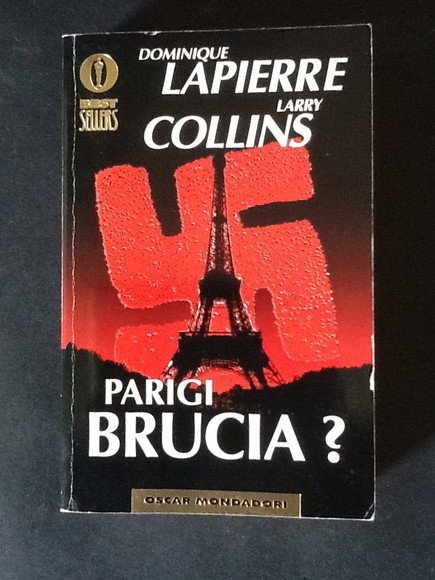 DOMINIQUE
LAPIERRE
LARRY
COLLINS
BEST
SELLERS
PARIGI
BRUCIA ?
OSCAR MONDADORI